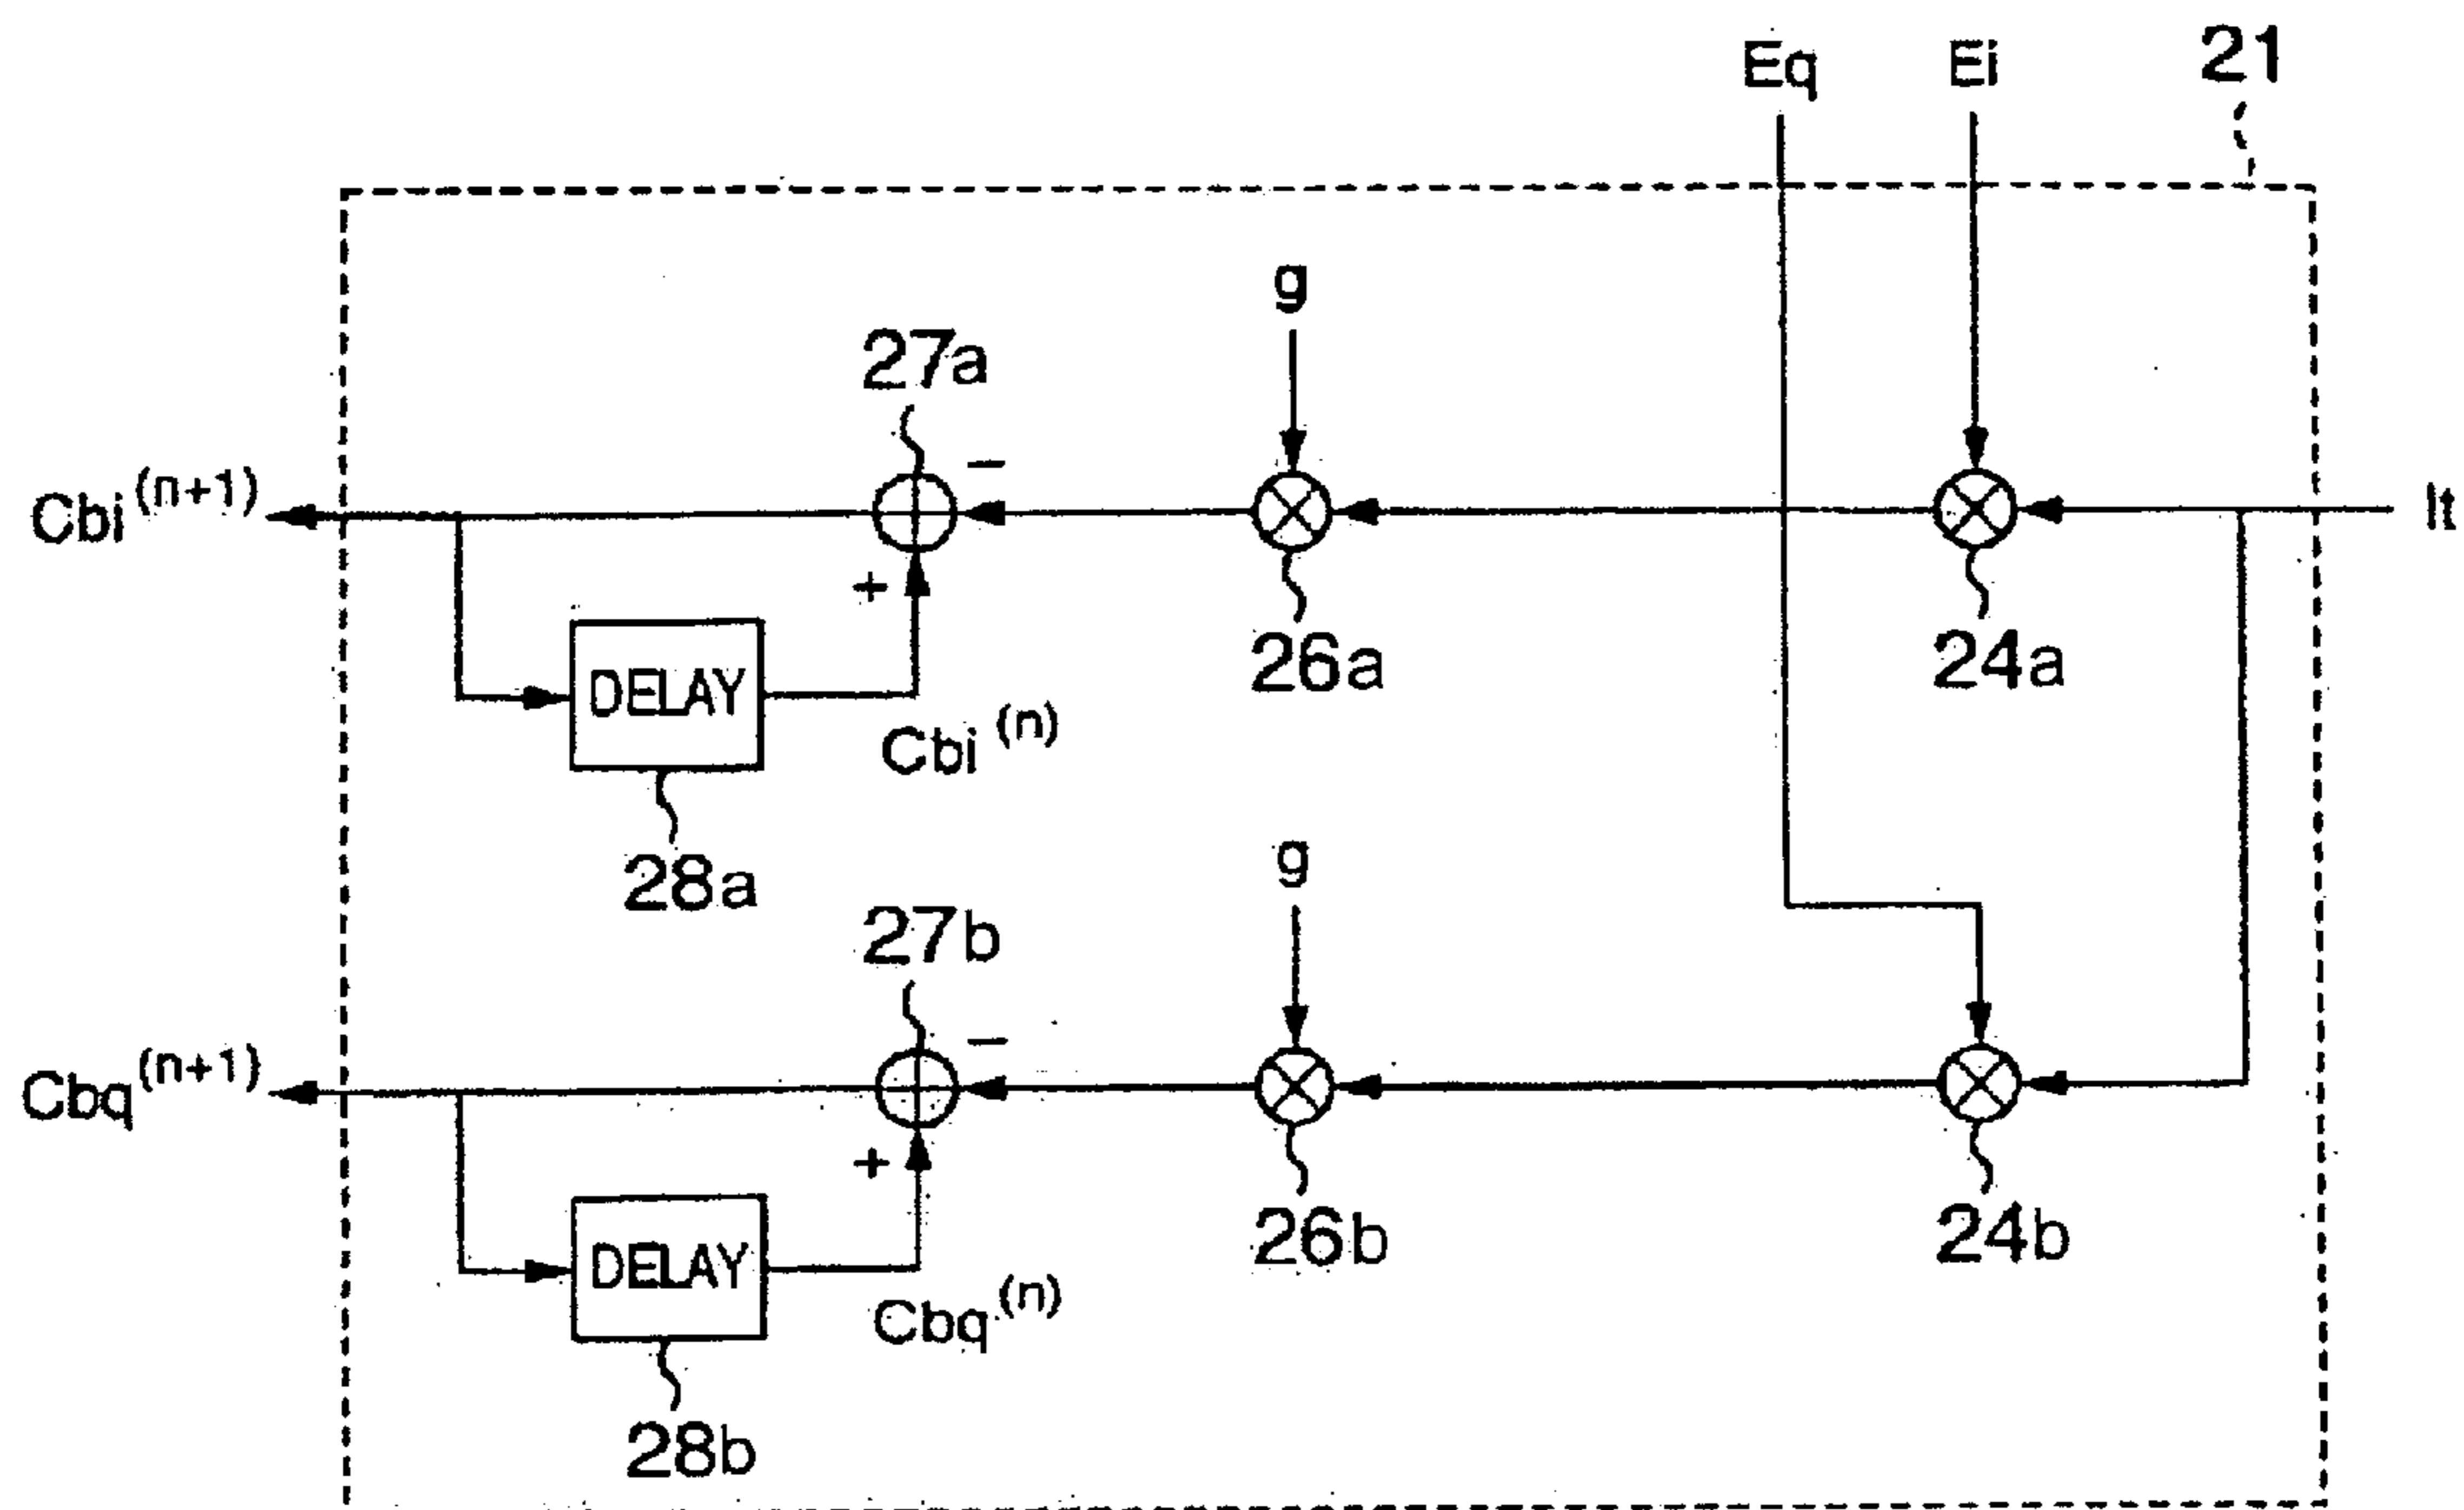 Eq Ei 21
g
27a
−
Cbi(n+1) It
+
26a 24a
DELAY
Cbi(n)
g
28a
27b
−
Cbq(n+1)
+
26b 24b
DELAY
Cbq(n)
28b